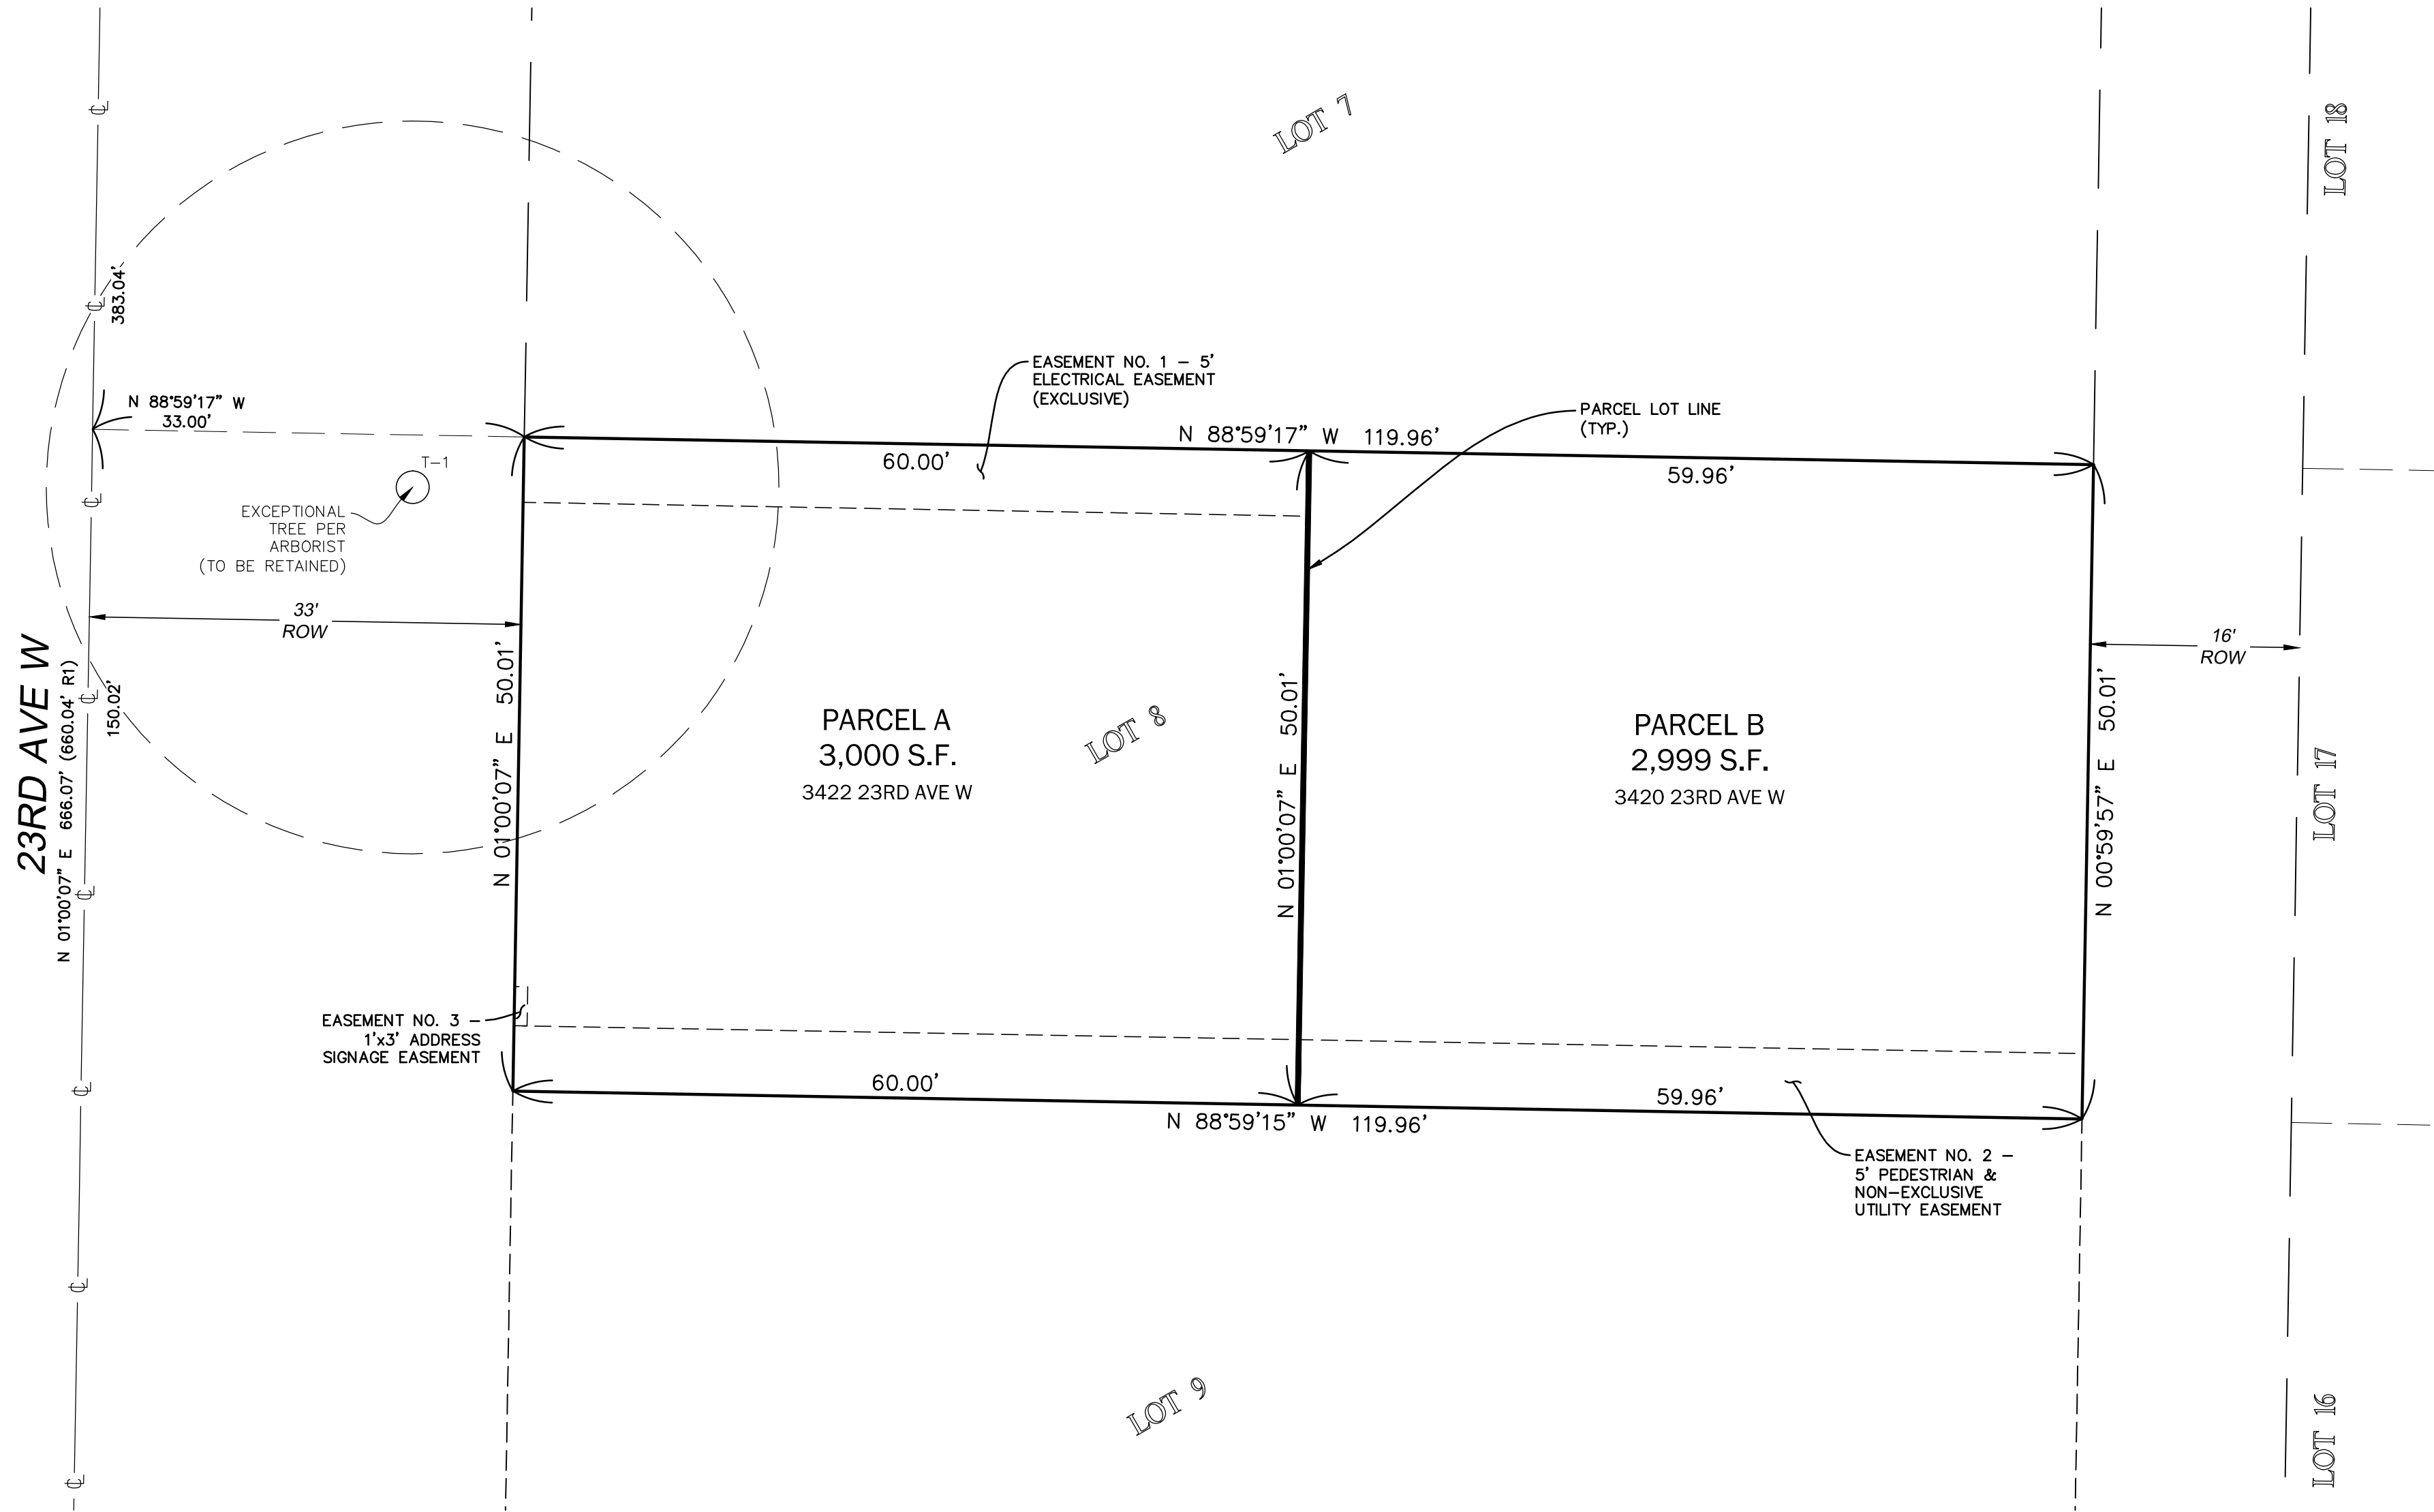 LOT 7
LOT 18
383.04'
EASEMENT NO. 1 – 5'
ELECTRICAL EASEMENT
(EXCLUSIVE)
N 88°59'17" W
33.00'
PARCEL LOT LINE
(TYP.)
N 88°59'17" W 119.96'
60.00'
59.96'
T-1
EXCEPTIONAL
TREE PER
ARBORIST
(TO BE RETAINED)
33'
ROW
16'
ROW
23RD AVE W
N 01°00'07" E 666.07' (660.04' R1)
150.02'
N 01°00'07" E 50.01'
PARCEL A
3,000 S.F.
3422 23RD AVE W
LOT 8
N 01°00'07" E 50.01'
PARCEL B
2,999 S.F.
3420 23RD AVE W
N 00°59'57" E 50.01'
LOT 17
EASEMENT NO. 3 –
1'x3' ADDRESS
SIGNAGE EASEMENT
60.00'
59.96'
N 88°59'15" W 119.96'
EASEMENT NO. 2 –
5' PEDESTRIAN &
NON-EXCLUSIVE
UTILITY EASEMENT
LOT 9
LOT 16